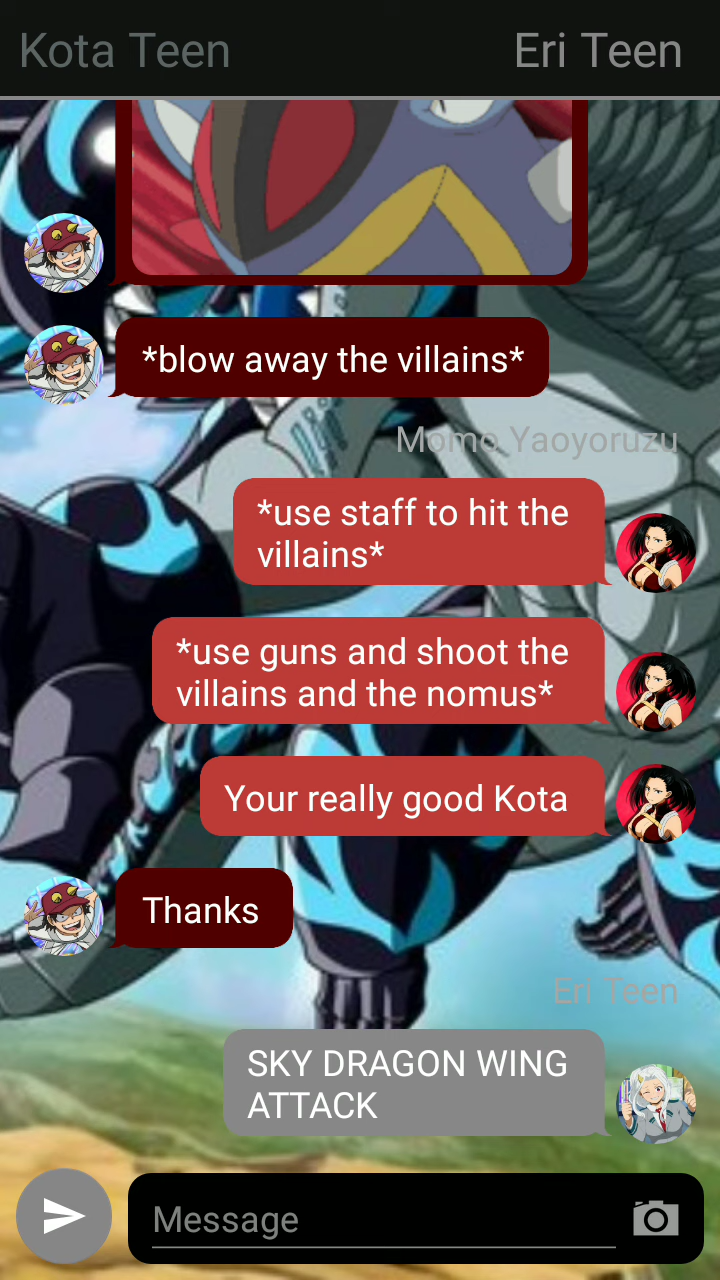 Kota Teen
Eri Teen
*blow away the villains*
Momo Yaoyoruzu
*use staff to hit the
villains*
*use guns and shoot the
villains and the nomus*
Your really good Kota
Thanks
Eri Teen
SKY DRAGON WING
ATTACK
Message